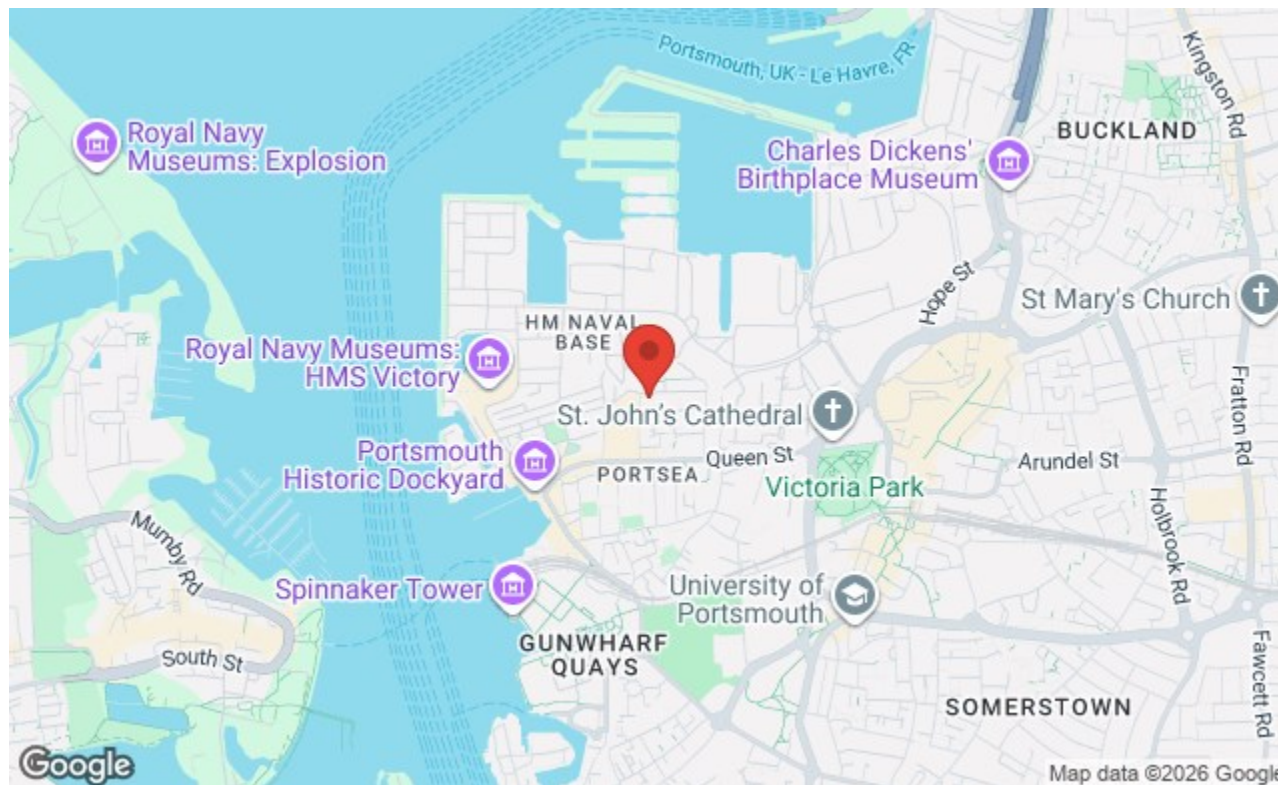 Portsmouth, UK - Le Havre, FR
Kingston Rd
BUCKLAND
Royal Navy
Museums: Explosion
Charles Dickens'
Birthplace Museum
Hope St
St Mary's Church
HM NAVAL
BASE
Royal Navy Museums:
HMS Victory
St. John's Cathedral
Fratton Rd
Portsmouth
Historic Dockyard
Queen St
PORTSEA
Arundel St
Victoria Park
Holbrook Rd
Mumby Rd
Spinnaker Tower
University of
Portsmouth
GUNWHARF
QUAYS
South St
Fawcett Rd
SOMERSTOWN
Google
Map data ©2026 Google